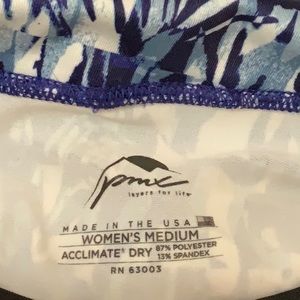 pmx
layers for life
MADE IN THE USA
WOMEN'S MEDIUM
ACCLIMATE® DRY 87% POLYESTER
13% SPANDEX
RN 63003